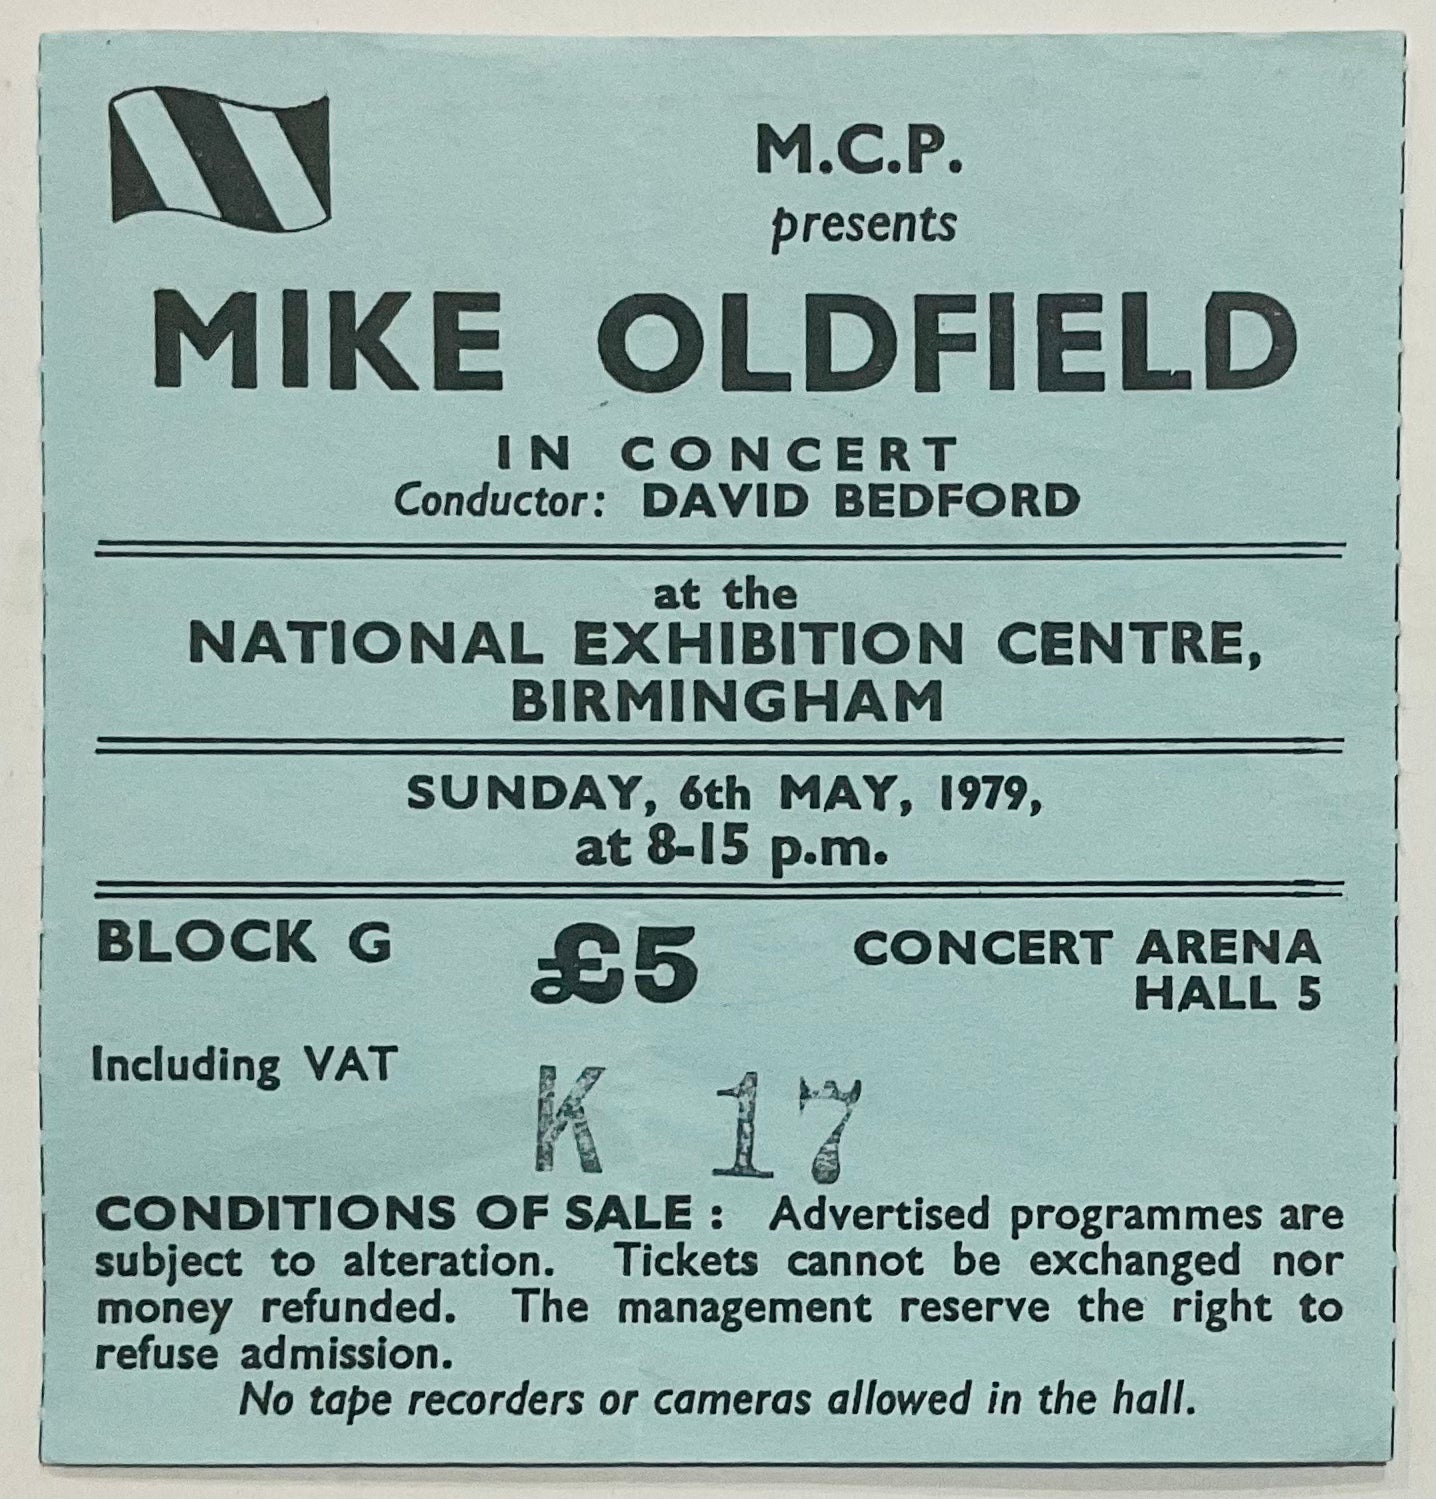 M.C.P.
presents
MIKE OLDFIELD
IN CONCERT
Conductor: DAVID BEDFORD
at the
NATIONAL EXHIBITION CENTRE,
BIRMINGHAM
SUNDAY, 6th MAY, 1979,
at 8-15 p.m.
BLOCK G £5 CONCERT ARENA
HALL 5
Including VAT
K 17
CONDITIONS OF SALE : Advertised programmes are
subject to alteration. Tickets cannot be exchanged nor
money refunded. The management reserve the right to
refuse admission.
No tape recorders or cameras allowed in the hall.